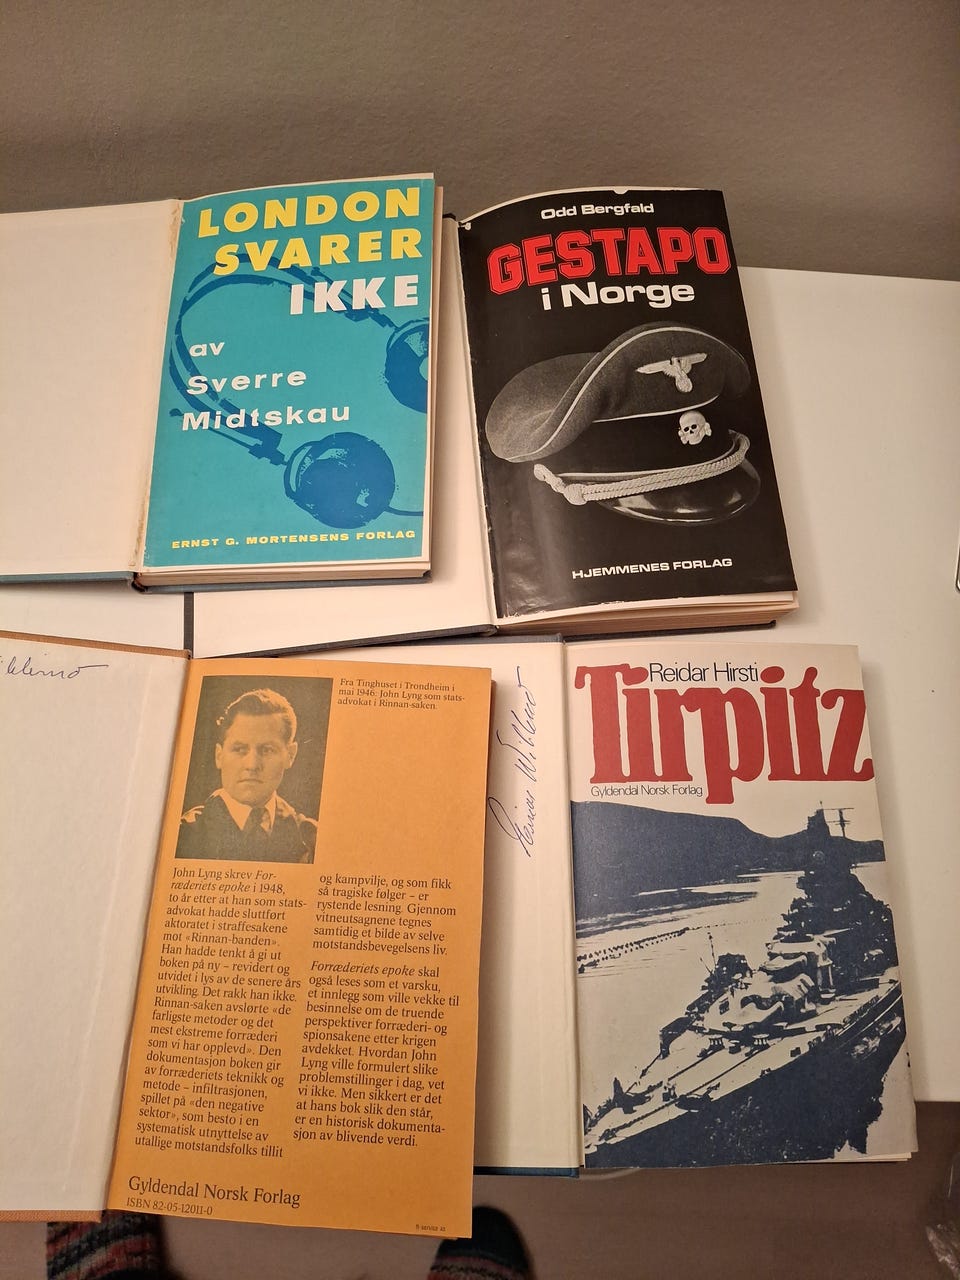 LONDON
SVARER
IKKE
av
Sverre
Midtskau
ERNST G. MORTENSENS FORLAG
Odd Bergfald
GESTAPO
i Norge
HJEMMENES FORLAG
Fra Tinghuset i Trondheim i
mai 1946: John Lyng som stats-
advokat i Rinnan-saken.
John Lyng skrev For-
ræderiets epoke i 1948,
to år etter at han som stats-
advokat hadde sluttført
aktoratet i straffesakene
mot «Rinnan-banden».
Han hadde tenkt å gi ut
boken på ny – revidert og
utvidet i lys av de senere års
utvikling. Det rakk han ikke.
Rinnan-saken avslørte «de
farligste metoder og det
mest ekstreme forræderi
som vi har opplevd». Den
dokumentasjon boken gir
av forræderiets teknikk og
metode – infiltrasjonen,
spillet på «den negative
sektor», som besto i en
systematisk utnyttelse av
utallige motstandsfolks tillit
og kampvilje, og som fikk
så tragiske følger – er
rystende lesning. Gjennom
vitneutsagnene tegnes
samtidig et bilde av selve
motstandsbevegelsens liv.
Forræderiets epoke skal
også leses som et varsku,
et innlegg som ville vekke til
besinnelse om de truende
perspektiver forræderi- og
spionsakene etter krigen
avdekket. Hvordan John
Lyng ville formulert slike
problemstillinger i dag, vet
vi ikke. Men sikkert er det
at hans bok slik den står,
er en historisk dokumenta-
sjon av blivende verdi.
Gyldendal Norsk Forlag
ISBN 82-05-12011-0
Reidar Hirsti
Tirpitz
Gyldendal Norsk Forlag